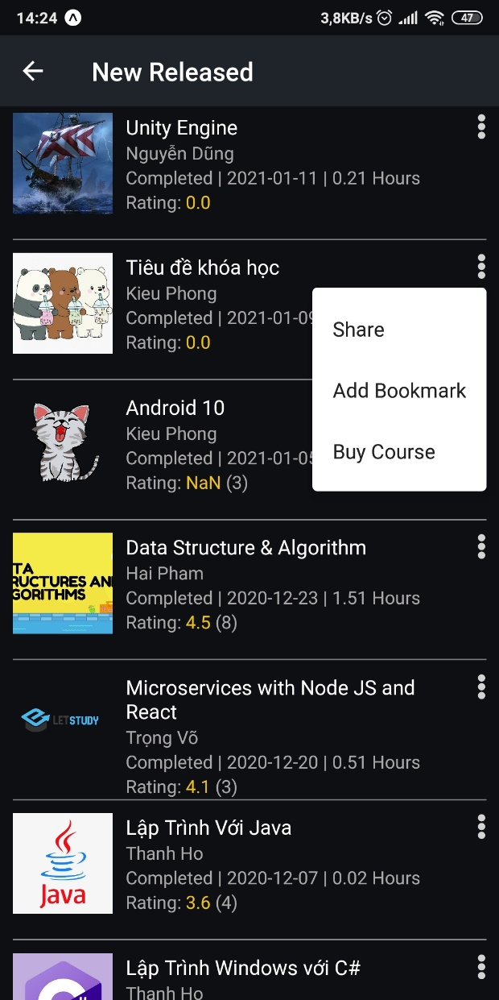 14:24
3,8KB/s
47
New Released
Unity Engine
Nguyễn Dũng
Completed | 2021-01-11 | 0.21 Hours
Rating: 0.0
Tiêu đề khóa học
Kieu Phong
Completed | 2021-01-09
Rating: 0.0
Share
Add Bookmark
Buy Course
Android 10
Kieu Phong
Completed | 2021-01-05
Rating: NaN (3)
TA
RUCTURES AN
GORITHMS
Data Structure & Algorithm
Hai Pham
Completed | 2020-12-23 | 1.51 Hours
Rating: 4.5 (8)
LETSTUDY
Microservices with Node JS and
React
Trọng Võ
Completed | 2020-12-20 | 0.51 Hours
Rating: 4.1 (3)
Java
Lập Trình Với Java
Thanh Ho
Completed | 2020-12-07 | 0.02 Hours
Rating: 3.6 (4)
Lập Trình Windows với C#
Thanh Ho